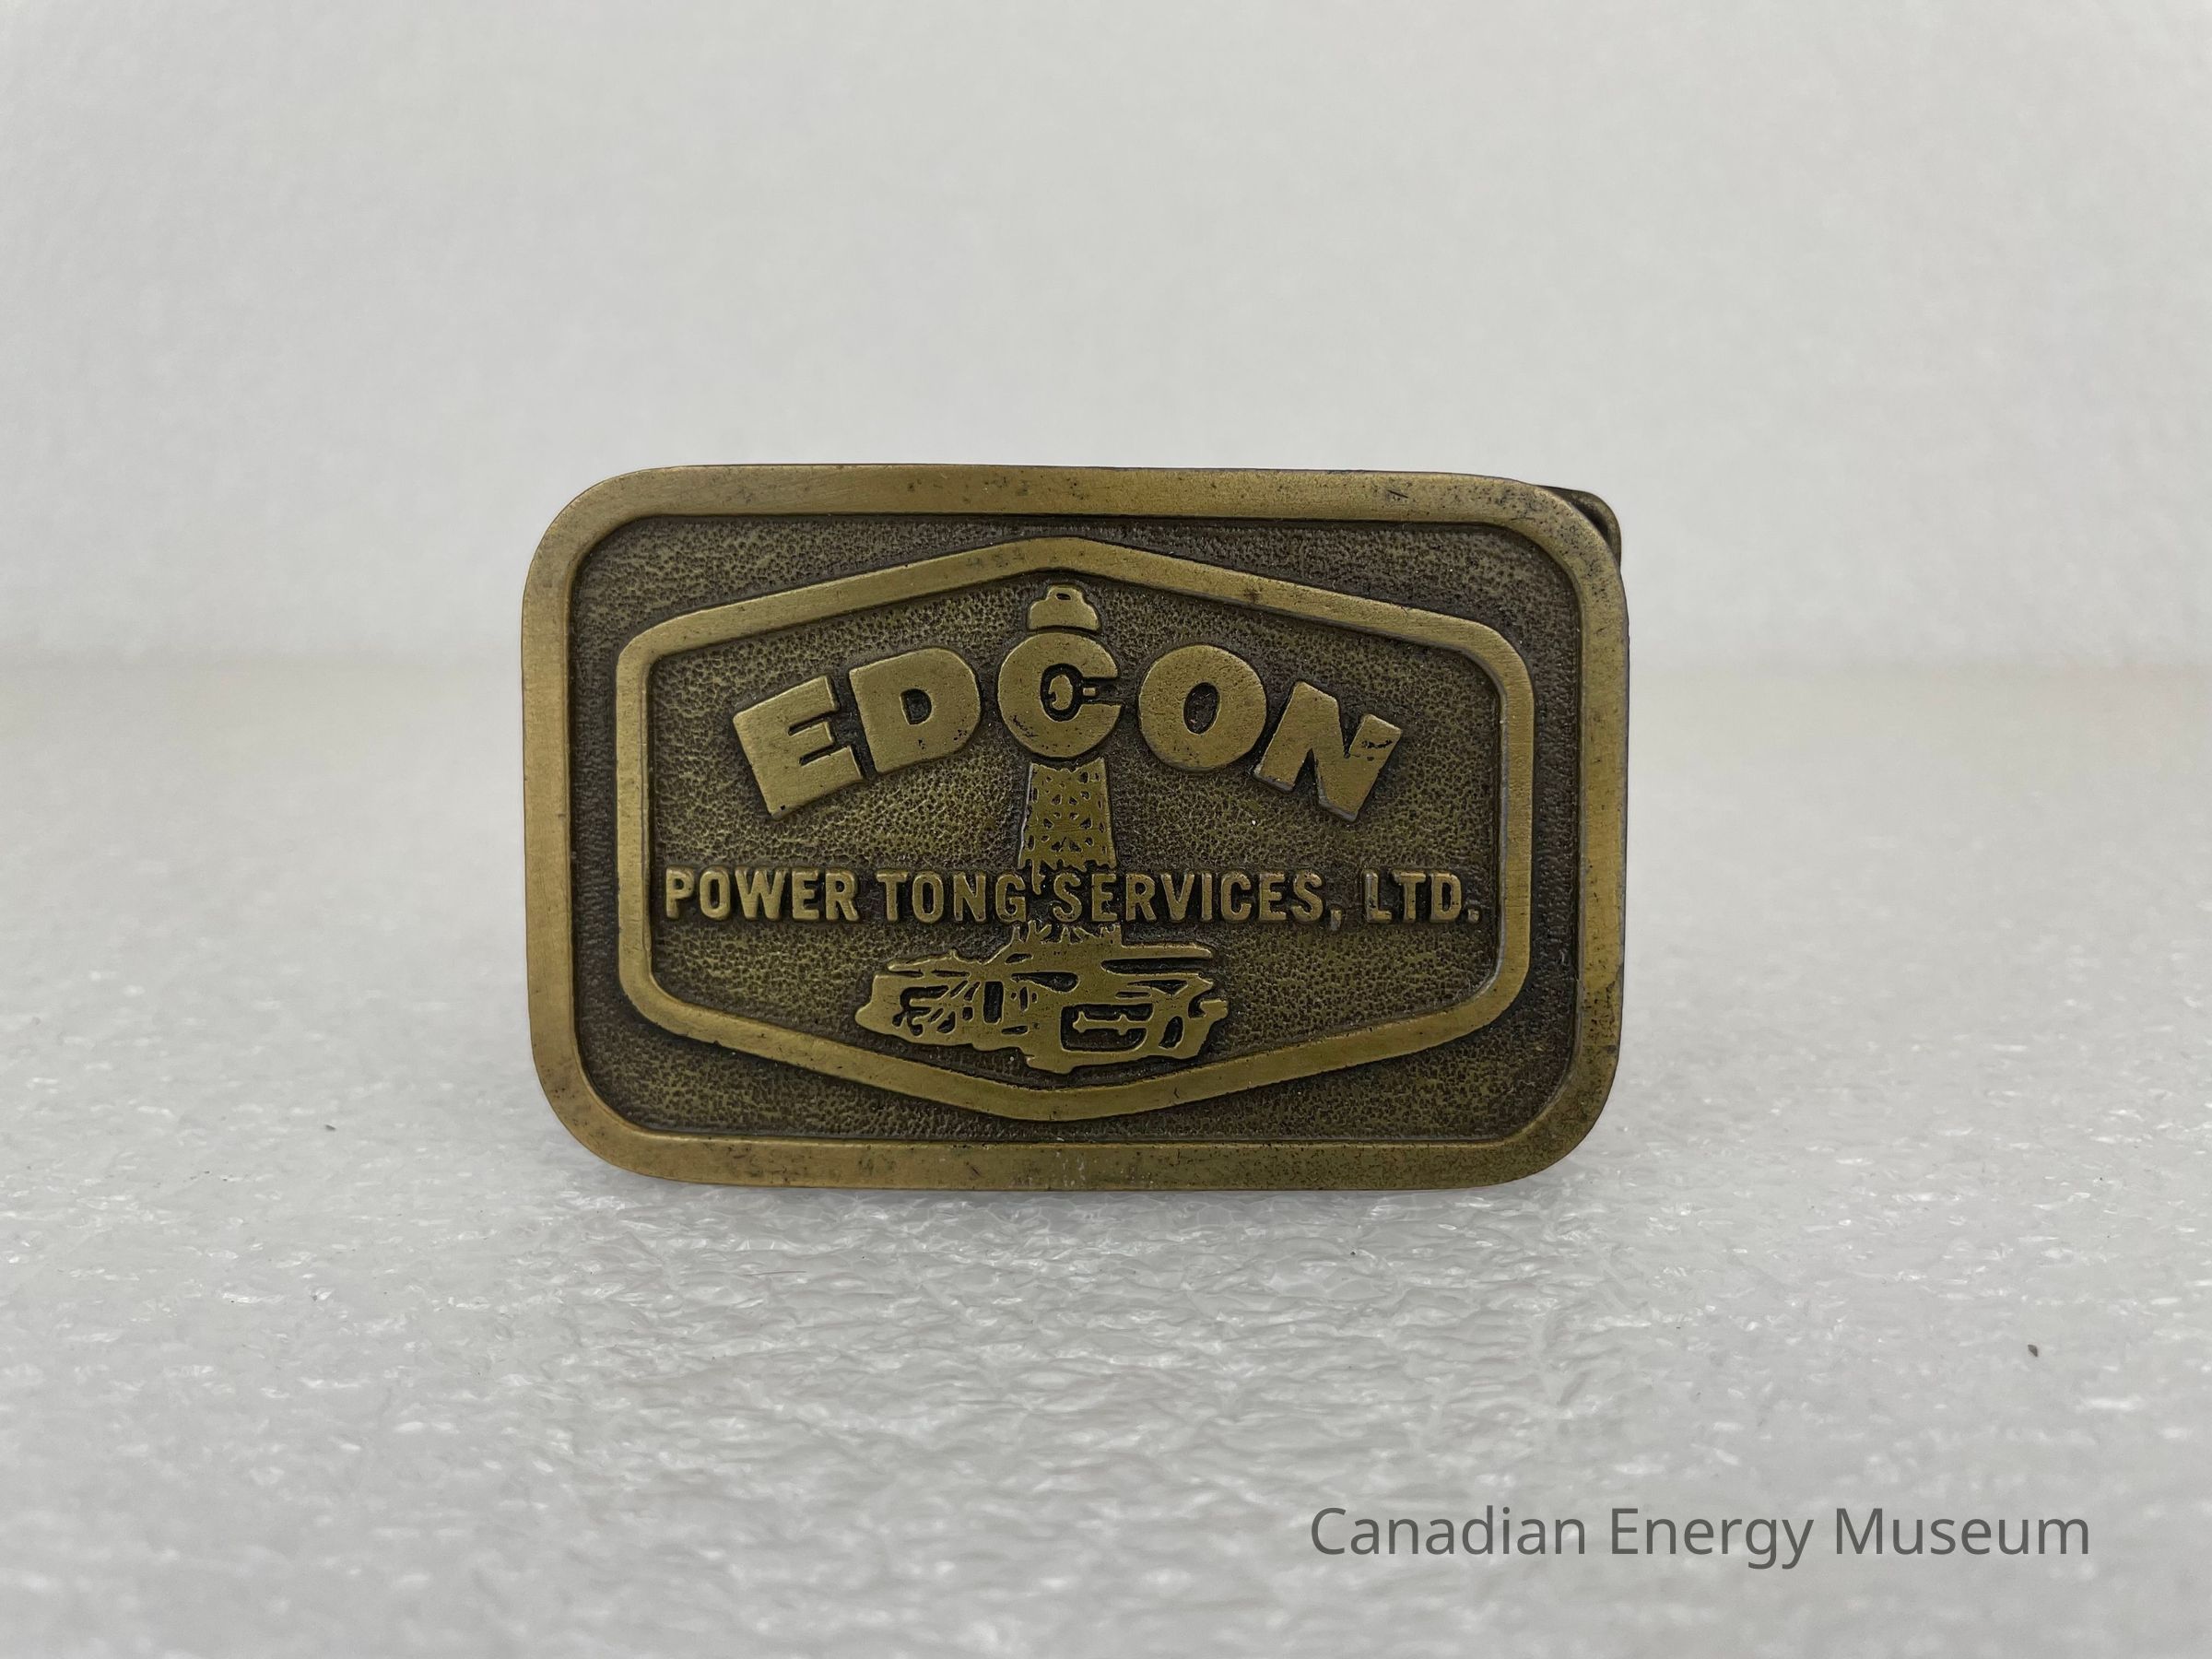 EDCON
POWER TONG SERVICES, LTD.
Canadian Energy Museum